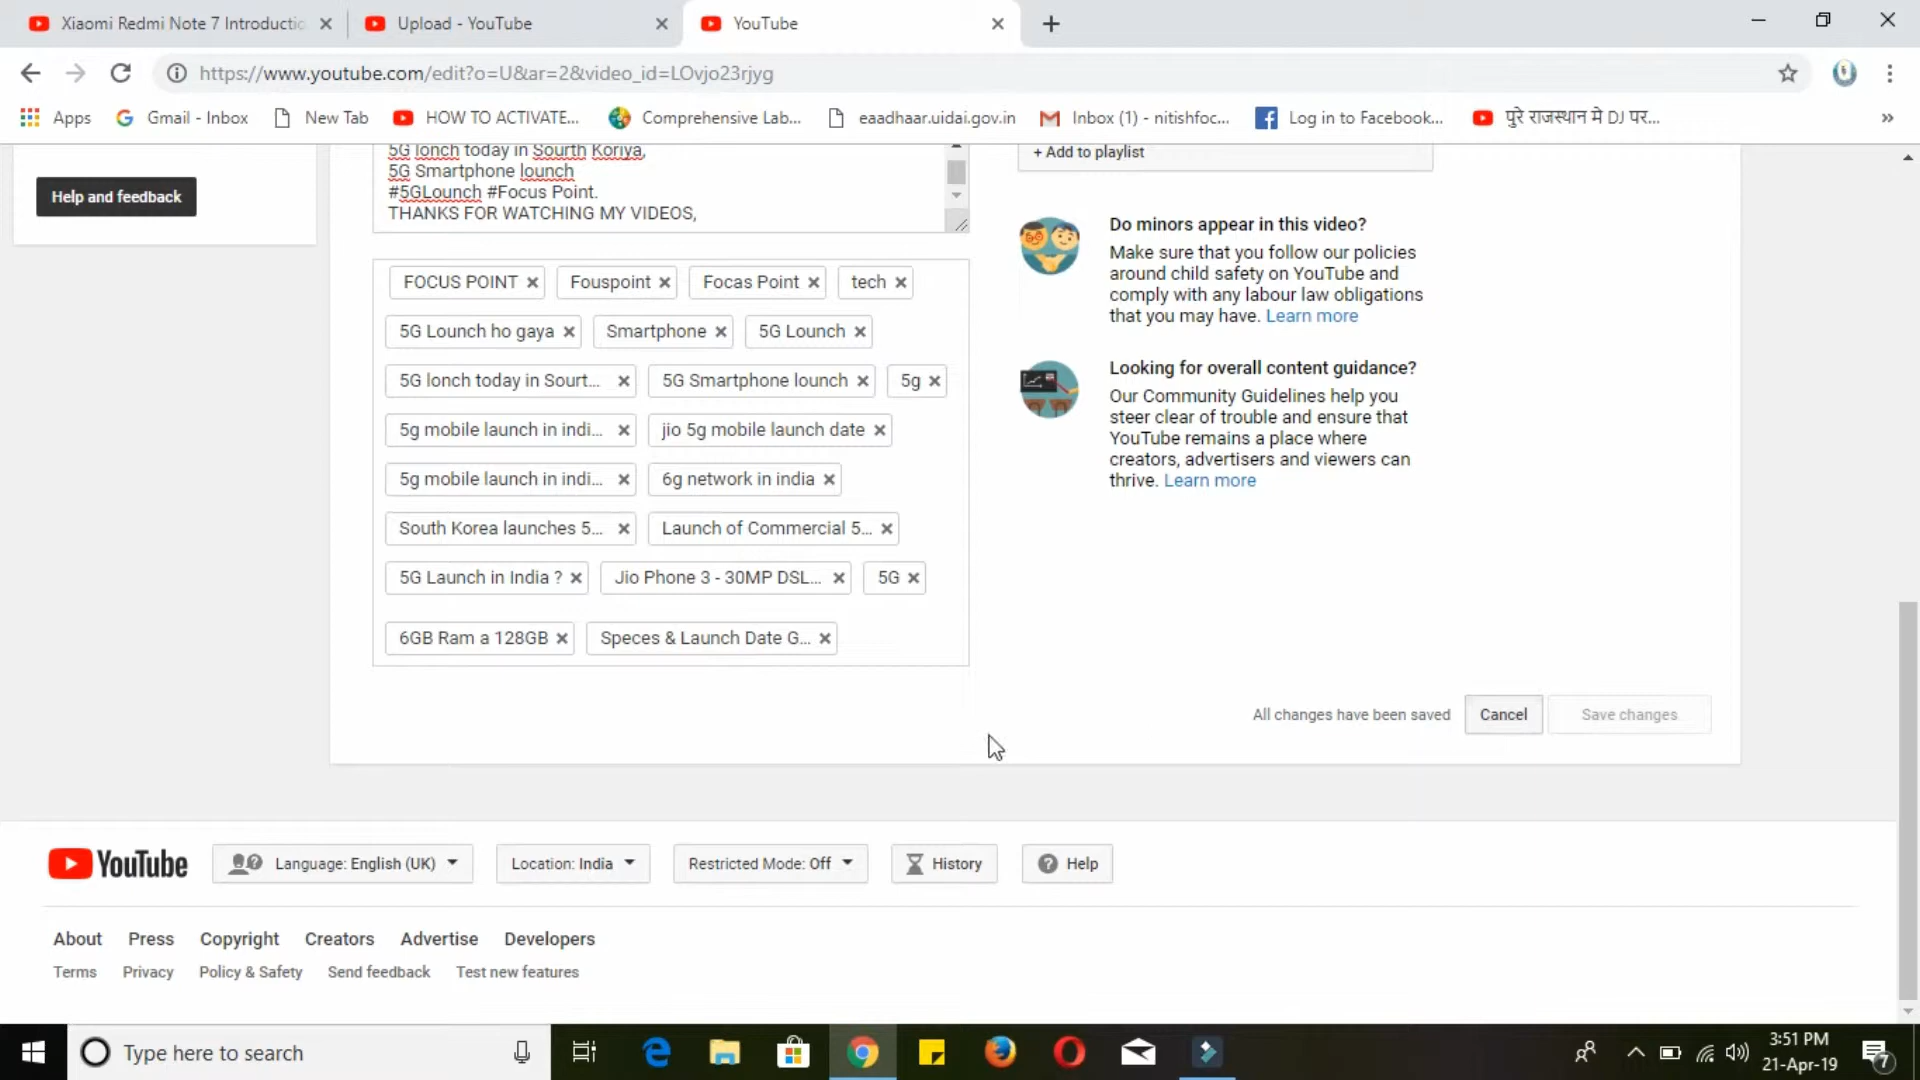 Xiaomi Redmi Note 7 Introductio
Upload - YouTube
YouTube
https://www.youtube.com/edit?o=U&ar=2&video_id=LOvjo23rjyg
Apps
Gmail - Inbox
New Tab
HOW TO ACTIVATE...
Comprehensive Lab...
eaadhaar.uidai.gov.in
Inbox (1) - nitishfoc...
Log in to Facebook...
पुरे राजस्थान मे DJ पर...
Help and feedback
5G lonch today in Sourth Koriya,
5G Smartphone lounch
#5GLounch #Focus Point.
THANKS FOR WATCHING MY VIDEOS,
FOCUS POINT
Fouspoint
Focas Point
tech
5G Lounch ho gaya
Smartphone
5G Lounch
5G lonch today in Sourt...
5G Smartphone lounch
5g
5g mobile launch in indi...
jio 5g mobile launch date
5g mobile launch in indi...
6g network in india
South Korea launches 5...
Launch of Commercial 5...
5G Launch in India ?
Jio Phone 3 - 30MP DSL...
5G
6GB Ram a 128GB
Speces & Launch Date G...
+ Add to playlist
Do minors appear in this video?
Make sure that you follow our policies
around child safety on YouTube and
comply with any labour law obligations
that you may have. Learn more
Looking for overall content guidance?
Our Community Guidelines help you
steer clear of trouble and ensure that
YouTube remains a place where
creators, advertisers and viewers can
thrive. Learn more
All changes have been saved
Cancel
Save changes
YouTube
Language: English (UK)
Location: India
Restricted Mode: Off
History
Help
About
Press
Copyright
Creators
Advertise
Developers
Terms
Privacy
Policy & Safety
Send feedback
Test new features
Type here to search
3:51 PM
21-Apr-19
7